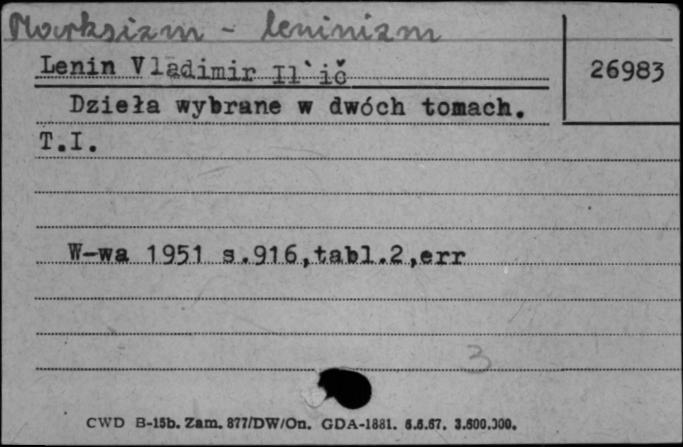 Marksizm - leninizm
Lenin Vladimir Il`ič
26983
Dzieła wybrane w dwóch tomach.
T.I.
W-wa 1951 s.916,tabl.2,err
3
CWD B-15b. Zam. 877/DW/On. GDA-1881. 6.6.67. 3.600.000.